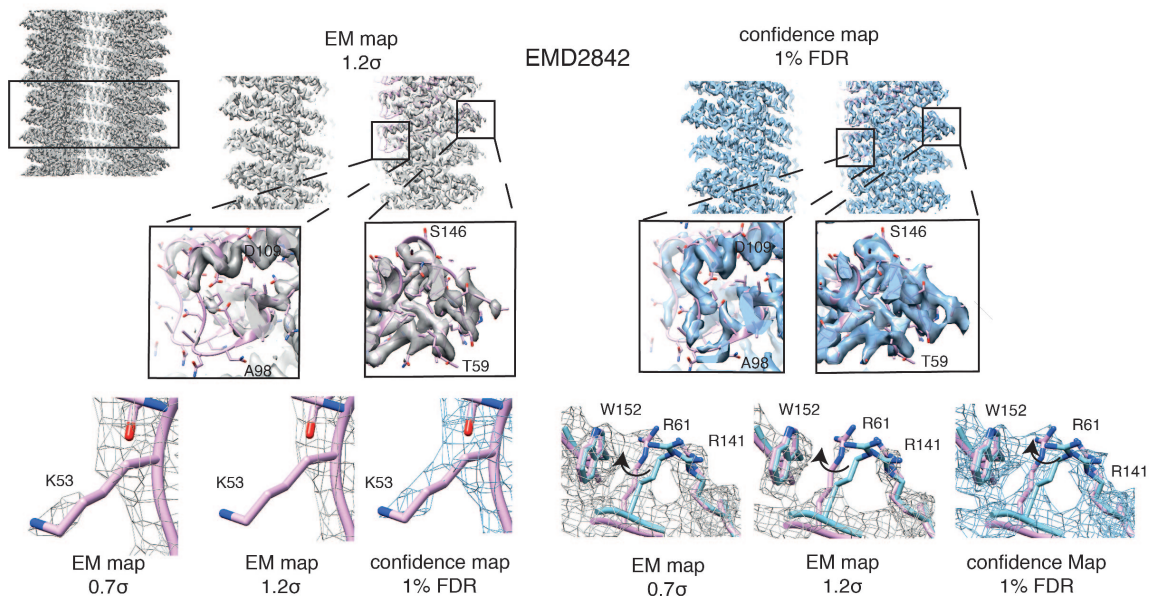 EM map
1.2σ
EMD2842
confidence map
1% FDR
D109
A98
S146
T59
D109
A98
S146
T59
K53
EM map
0.7σ
K53
EM map
1.2σ
K53
confidence map
1% FDR
W152
R61
R141
EM map
0.7σ
W152
R61
R141
EM map
1.2σ
W152
R61
R141
confidence Map
1% FDR